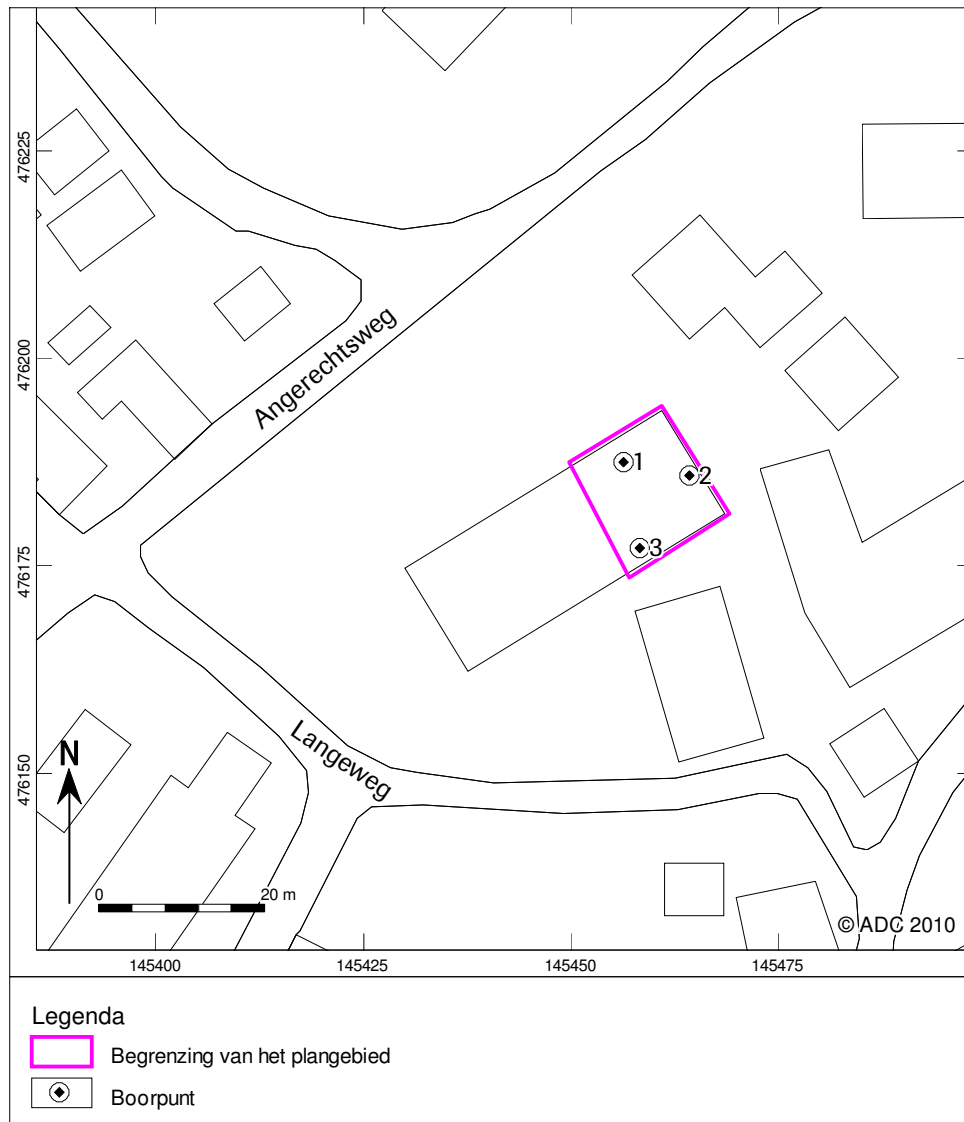 476225
476200
476175
476150
Angerechtsweg
1
2
3
Langeweg
N
0 20 m
© ADC 2010
145400 145425 145450 145475
Legenda
Begrenzing van het plangebied
Boorpunt